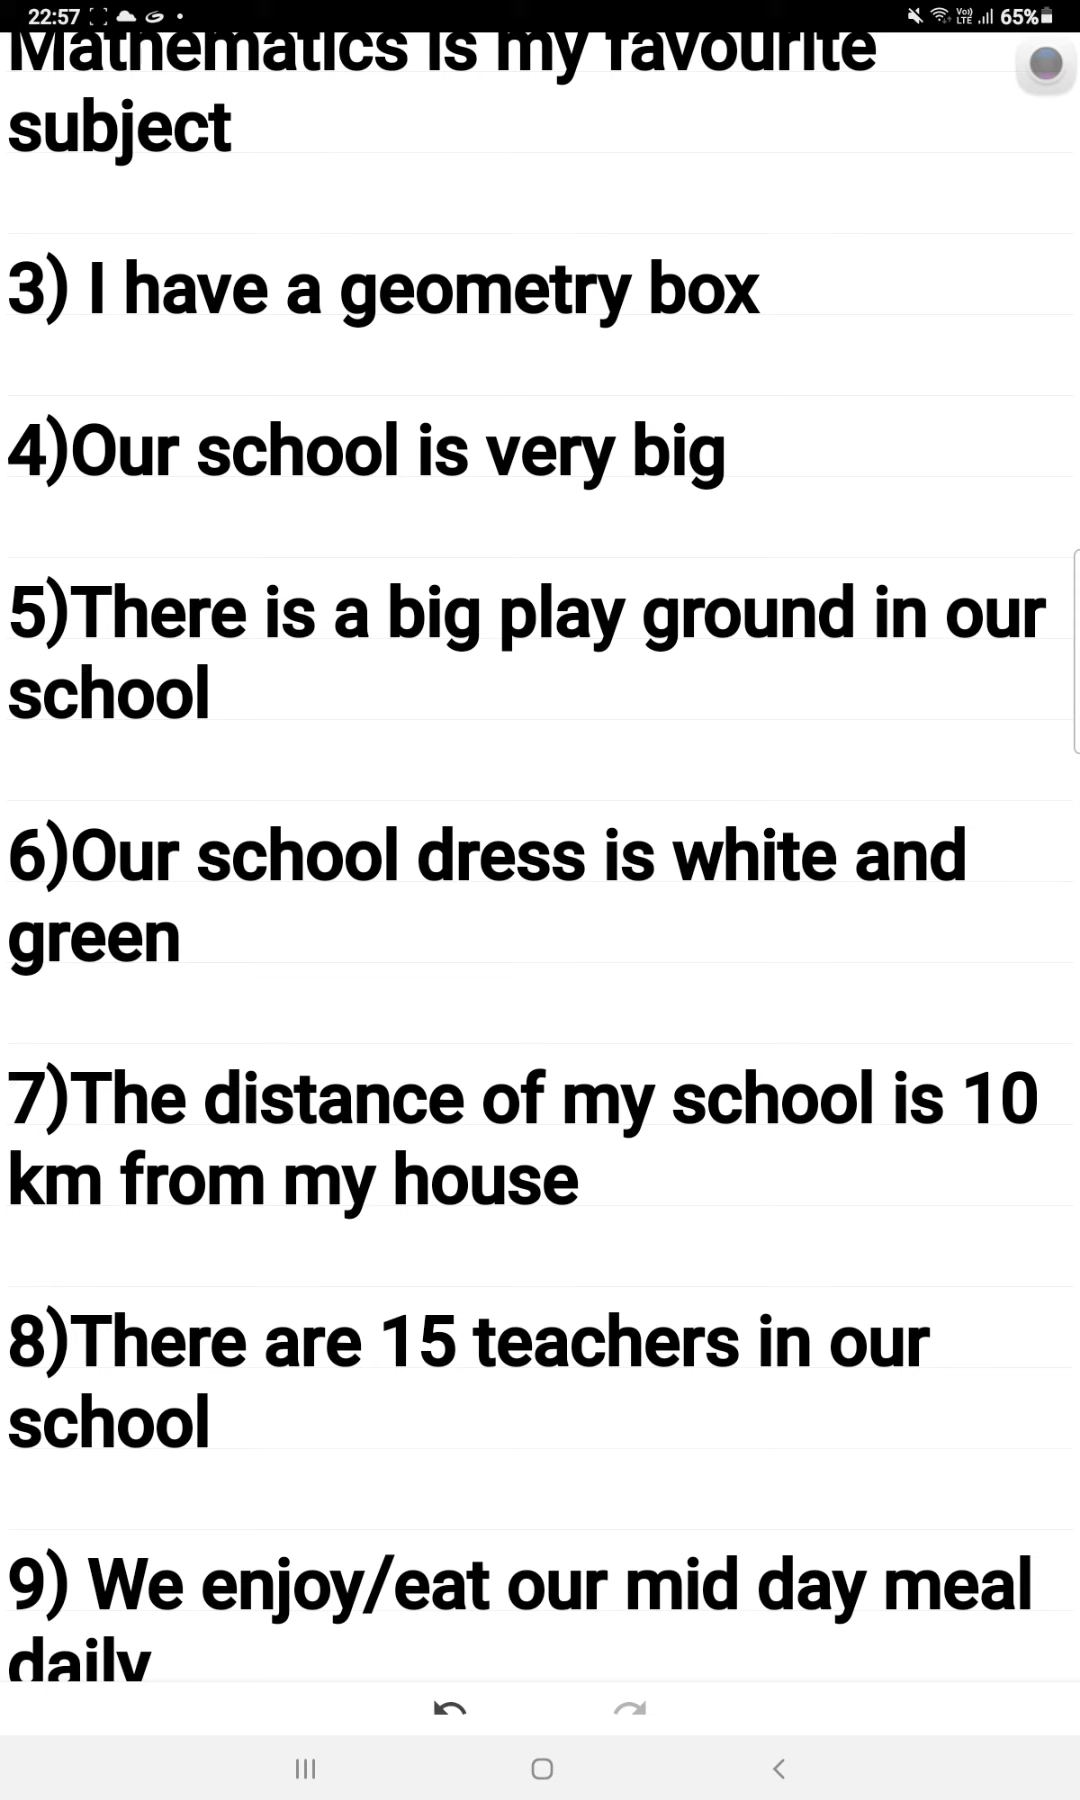 22:57
Vo))
LTE
65%
Mathematics is my favourite
subject
3) I have a geometry box
4)Our school is very big
5)There is a big play ground in our
school
6)Our school dress is white and
green
7)The distance of my school is 10
km from my house
8)There are 15 teachers in our
school
9) We enjoy/eat our mid day meal
daily